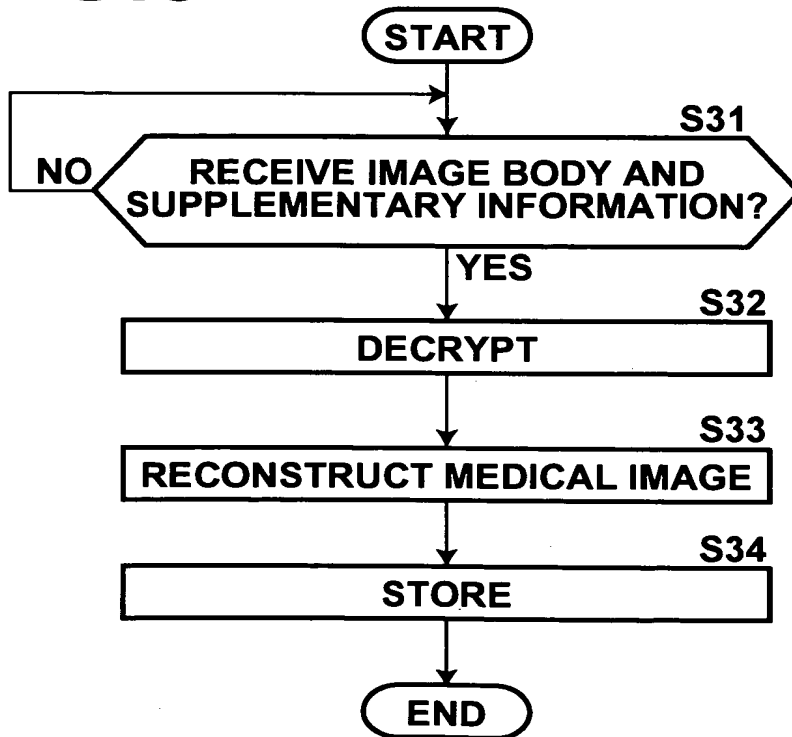 START
S31
NO
RECEIVE IMAGE BODY AND
SUPPLEMENTARY INFORMATION?
YES
S32
DECRYPT
S33
RECONSTRUCT MEDICAL IMAGE
S34
STORE
END